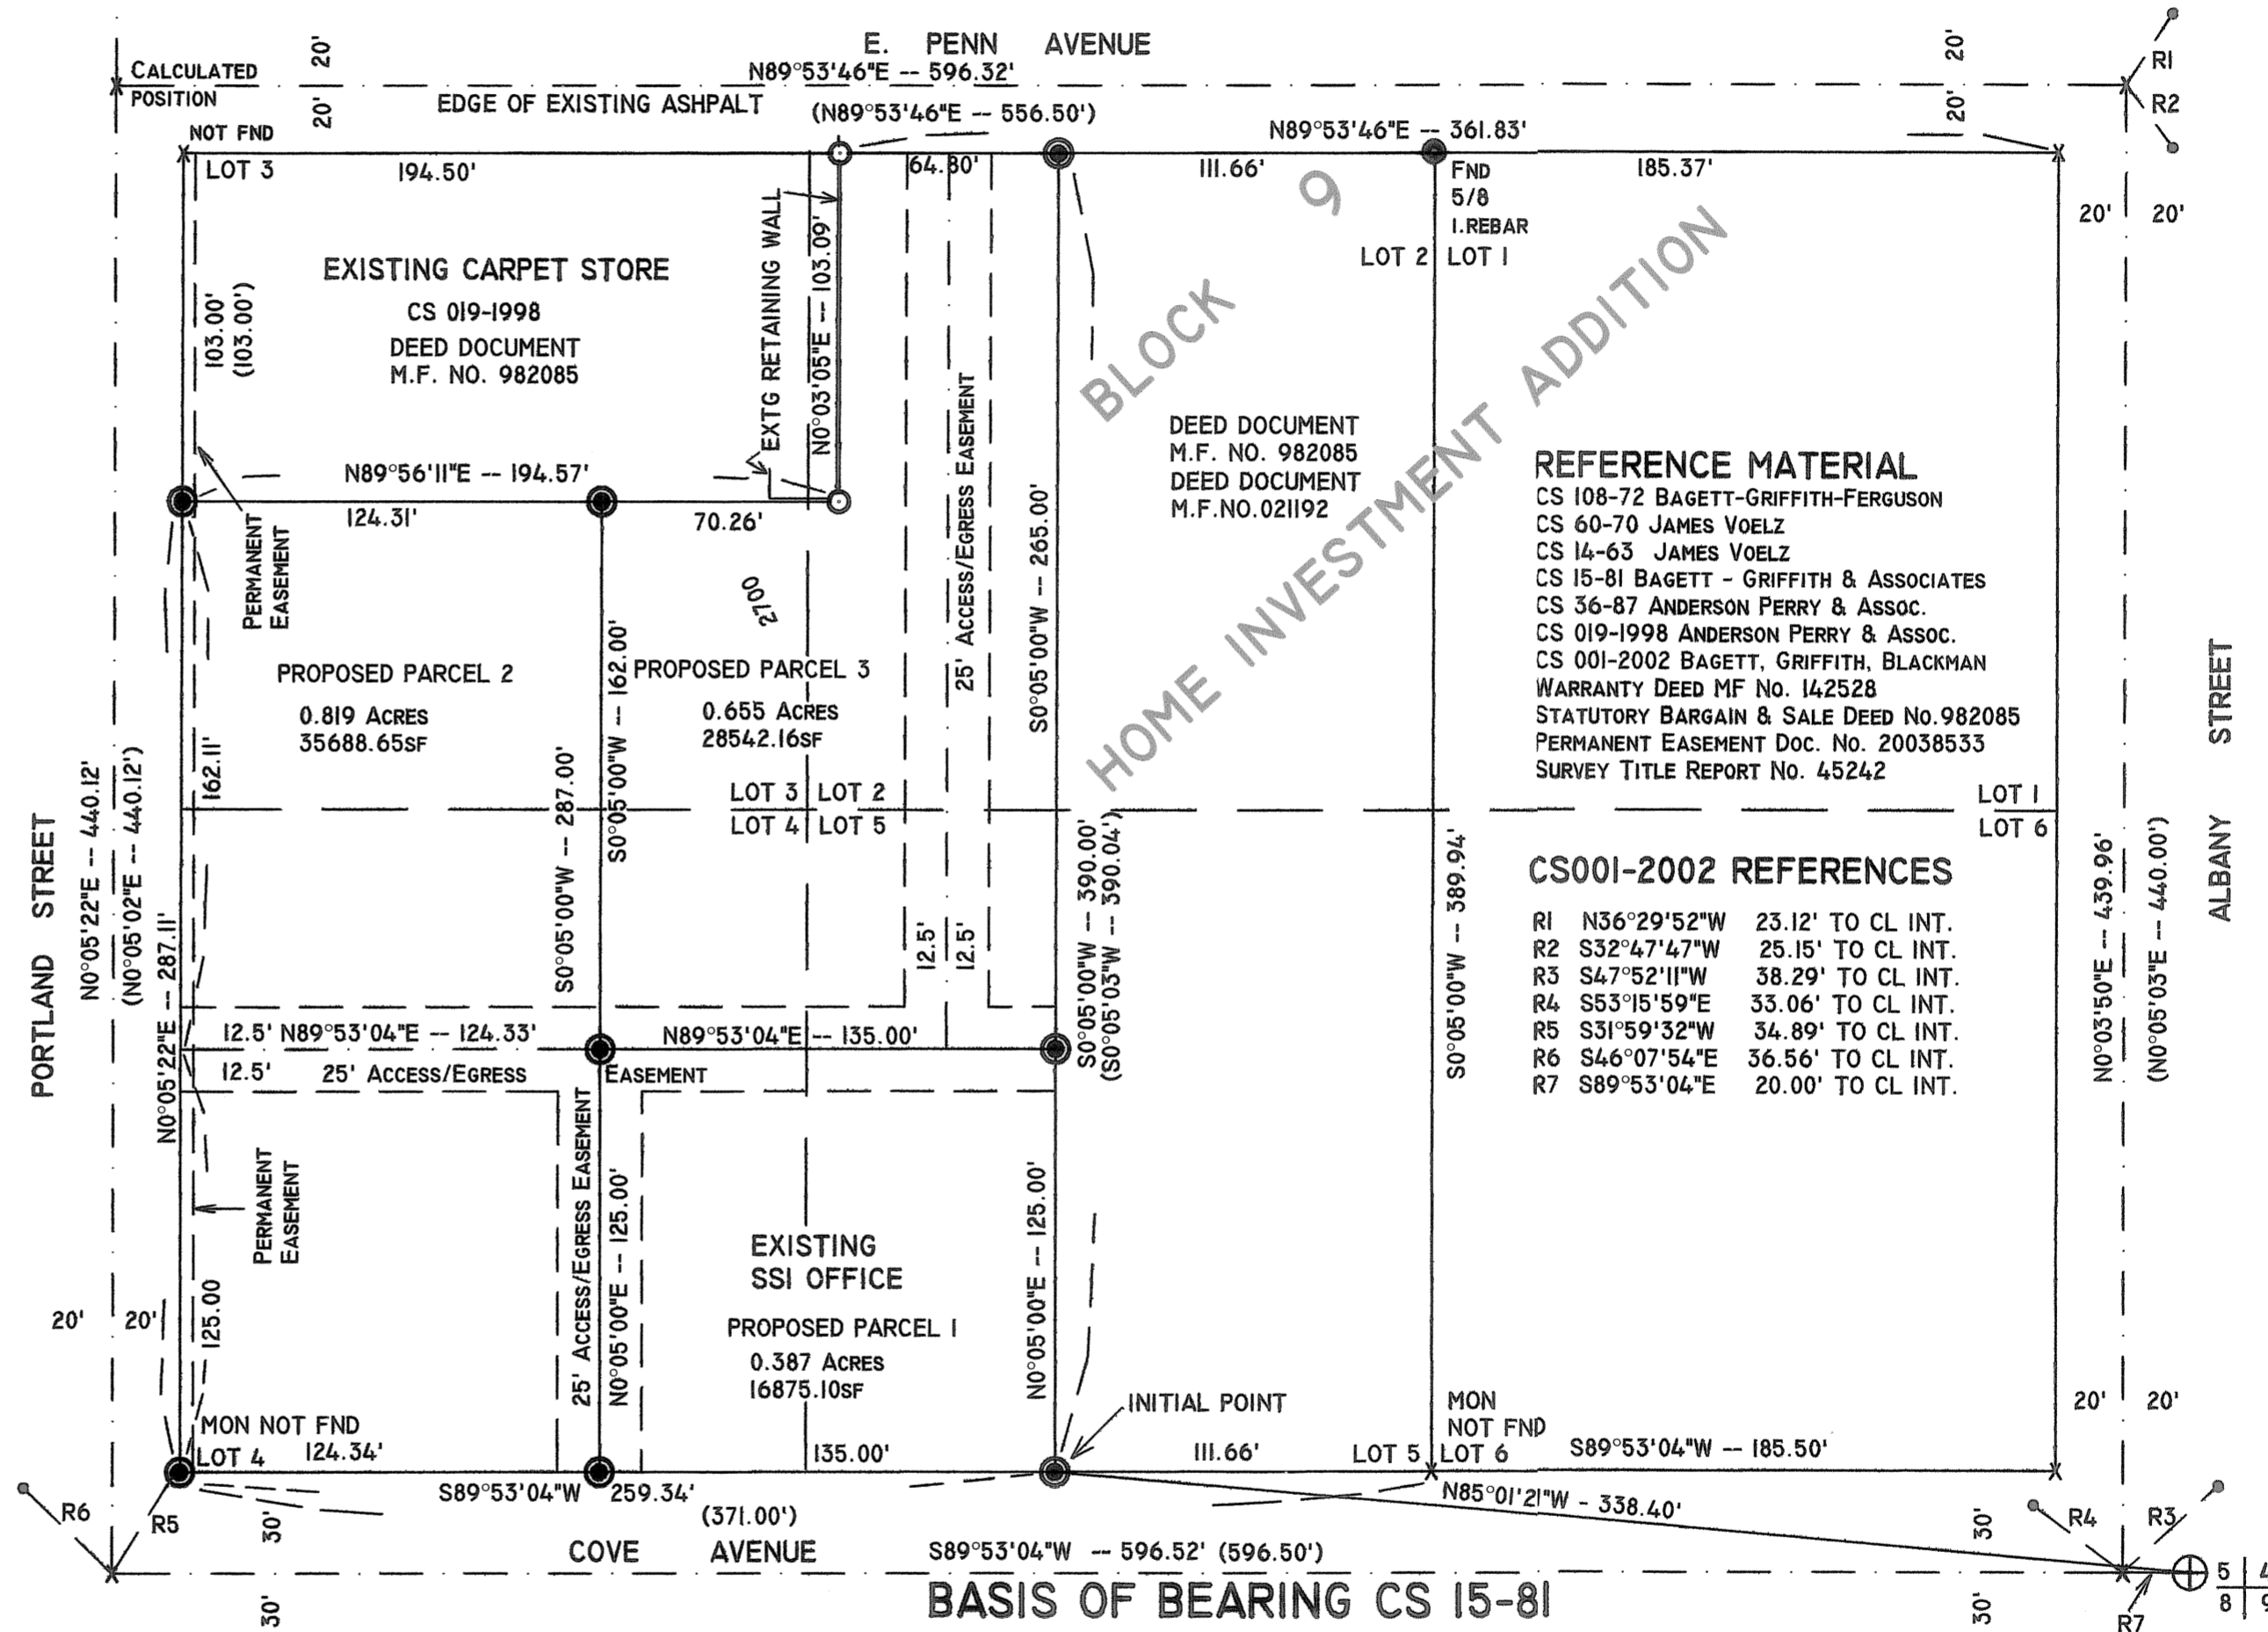 E. PENN AVENUE
N89°53'46"E -- 596.32'
CALCULATED
POSITION
20'
20'
EDGE OF EXISTING ASHPALT
(N89°53'46"E -- 556.50')
N89°53'46"E -- 361.83'
20'
20'
R1
R2
NOT FND
LOT 3
194.50'
64.80'
111.66'
FND
5/8
I.REBAR
185.37'
20'
20'
LOT 2
LOT 1
EXISTING CARPET STORE
CS 019-1998
DEED DOCUMENT
M.F. NO. 982085
103.00'
(103.00')
EXTG RETAINING WALL
N0°03'05"E -- 103.09'
25' ACCESS/EGRESS EASEMENT
S0°05'00"W -- 265.00'
BLOCK 9
HOME INVESTMENT ADDITION
DEED DOCUMENT
M.F. NO. 982085
DEED DOCUMENT
M.F.NO.021192
N89°56'11"E -- 194.57'
124.31'
70.26'
PERMANENT
EASEMENT
2700
REFERENCE MATERIAL
CS 108-72 BAGETT-GRIFFITH-FERGUSON
CS 60-70 JAMES VOELZ
CS 14-63 JAMES VOELZ
CS 15-81 BAGETT - GRIFFITH & ASSOCIATES
CS 36-87 ANDERSON PERRY & ASSOC.
CS 019-1998 ANDERSON PERRY & ASSOC.
CS 001-2002 BAGETT, GRIFFITH, BLACKMAN
WARRANTY DEED MF NO. 142528
STATUTORY BARGAIN & SALE DEED NO.982085
PERMANENT EASEMENT DOC. NO. 20038533
SURVEY TITLE REPORT NO. 45242
PROPOSED PARCEL 2
0.819 ACRES
35688.65SF
PROPOSED PARCEL 3
0.655 ACRES
28542.16SF
S0°05'00"W -- 162.00'
S0°05'00"W -- 287.00'
162.11'
LOT 3
LOT 2
LOT 4
LOT 5
LOT 1
LOT 6
PORTLAND STREET
N0°05'22"E -- 440.12'
(N0°05'02"E -- 440.12')
N0°05'22"E -- 287.11'
12.5'
12.5'
S0°05'00"W -- 390.00'
(S0°05'03"W -- 390.04')
S0°05'00"W -- 389.94'
CS001-2002 REFERENCES
R1 N36°29'52"W 23.12' TO CL INT.
R2 S32°47'47"W 25.15' TO CL INT.
R3 S47°52'11"W 38.29' TO CL INT.
R4 S53°15'59"E 33.06' TO CL INT.
R5 S31°59'32"W 34.89' TO CL INT.
R6 S46°07'54"E 36.56' TO CL INT.
R7 S89°53'04"E 20.00' TO CL INT.
N0°03'50"E -- 439.96'
(N0°05'03"E -- 440.00')
ALBANY STREET
12.5' N89°53'04"E -- 124.33'
N89°53'04"E -- 135.00'
12.5' 25' ACCESS/EGRESS EASEMENT
PERMANENT
EASEMENT
25' ACCESS/EGRESS EASEMENT
N0°05'00"E -- 125.00'
N0°05'00"E -- 125.00'
EXISTING
SSI OFFICE
PROPOSED PARCEL 1
0.387 ACRES
16875.10SF
20'
20'
125.00
INITIAL POINT
MON
NOT FND
20'
20'
MON NOT FND
LOT 4
124.34'
135.00'
111.66'
LOT 5
LOT 6
S89°53'04"W -- 185.50'
S89°53'04"W 259.34'
(371.00')
N85°01'21"W - 338.40'
R6
R5
30'
30'
R4
R3
COVE AVENUE
S89°53'04"W -- 596.52' (596.50')
BASIS OF BEARING CS 15-81
30'
30'
R7
5 4
8 9